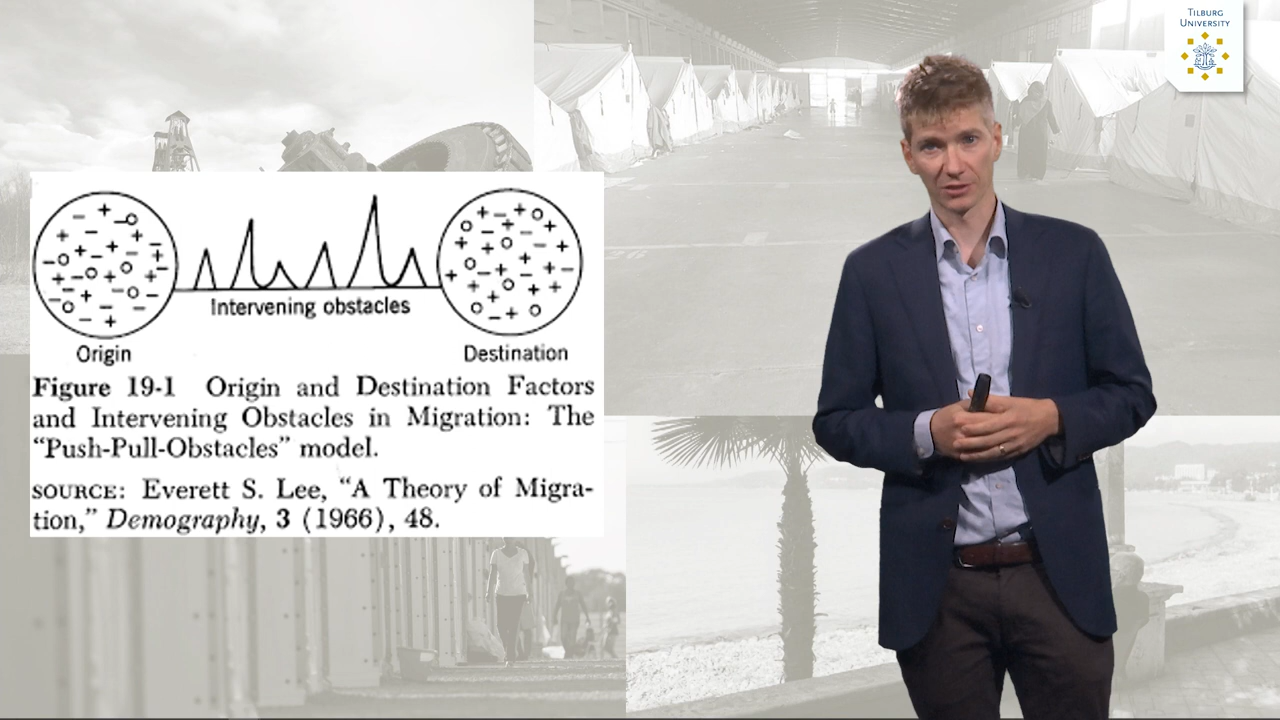 TILBURG
UNIVERSITY
Intervening obstacles
Origin
Destination
Figure 19-1 Origin and Destination Factors
and Intervening Obstacles in Migration: The
“Push-Pull-Obstacles” model.
SOURCE: Everett S. Lee, “A Theory of Migra-
tion,” Demography, 3 (1966), 48.